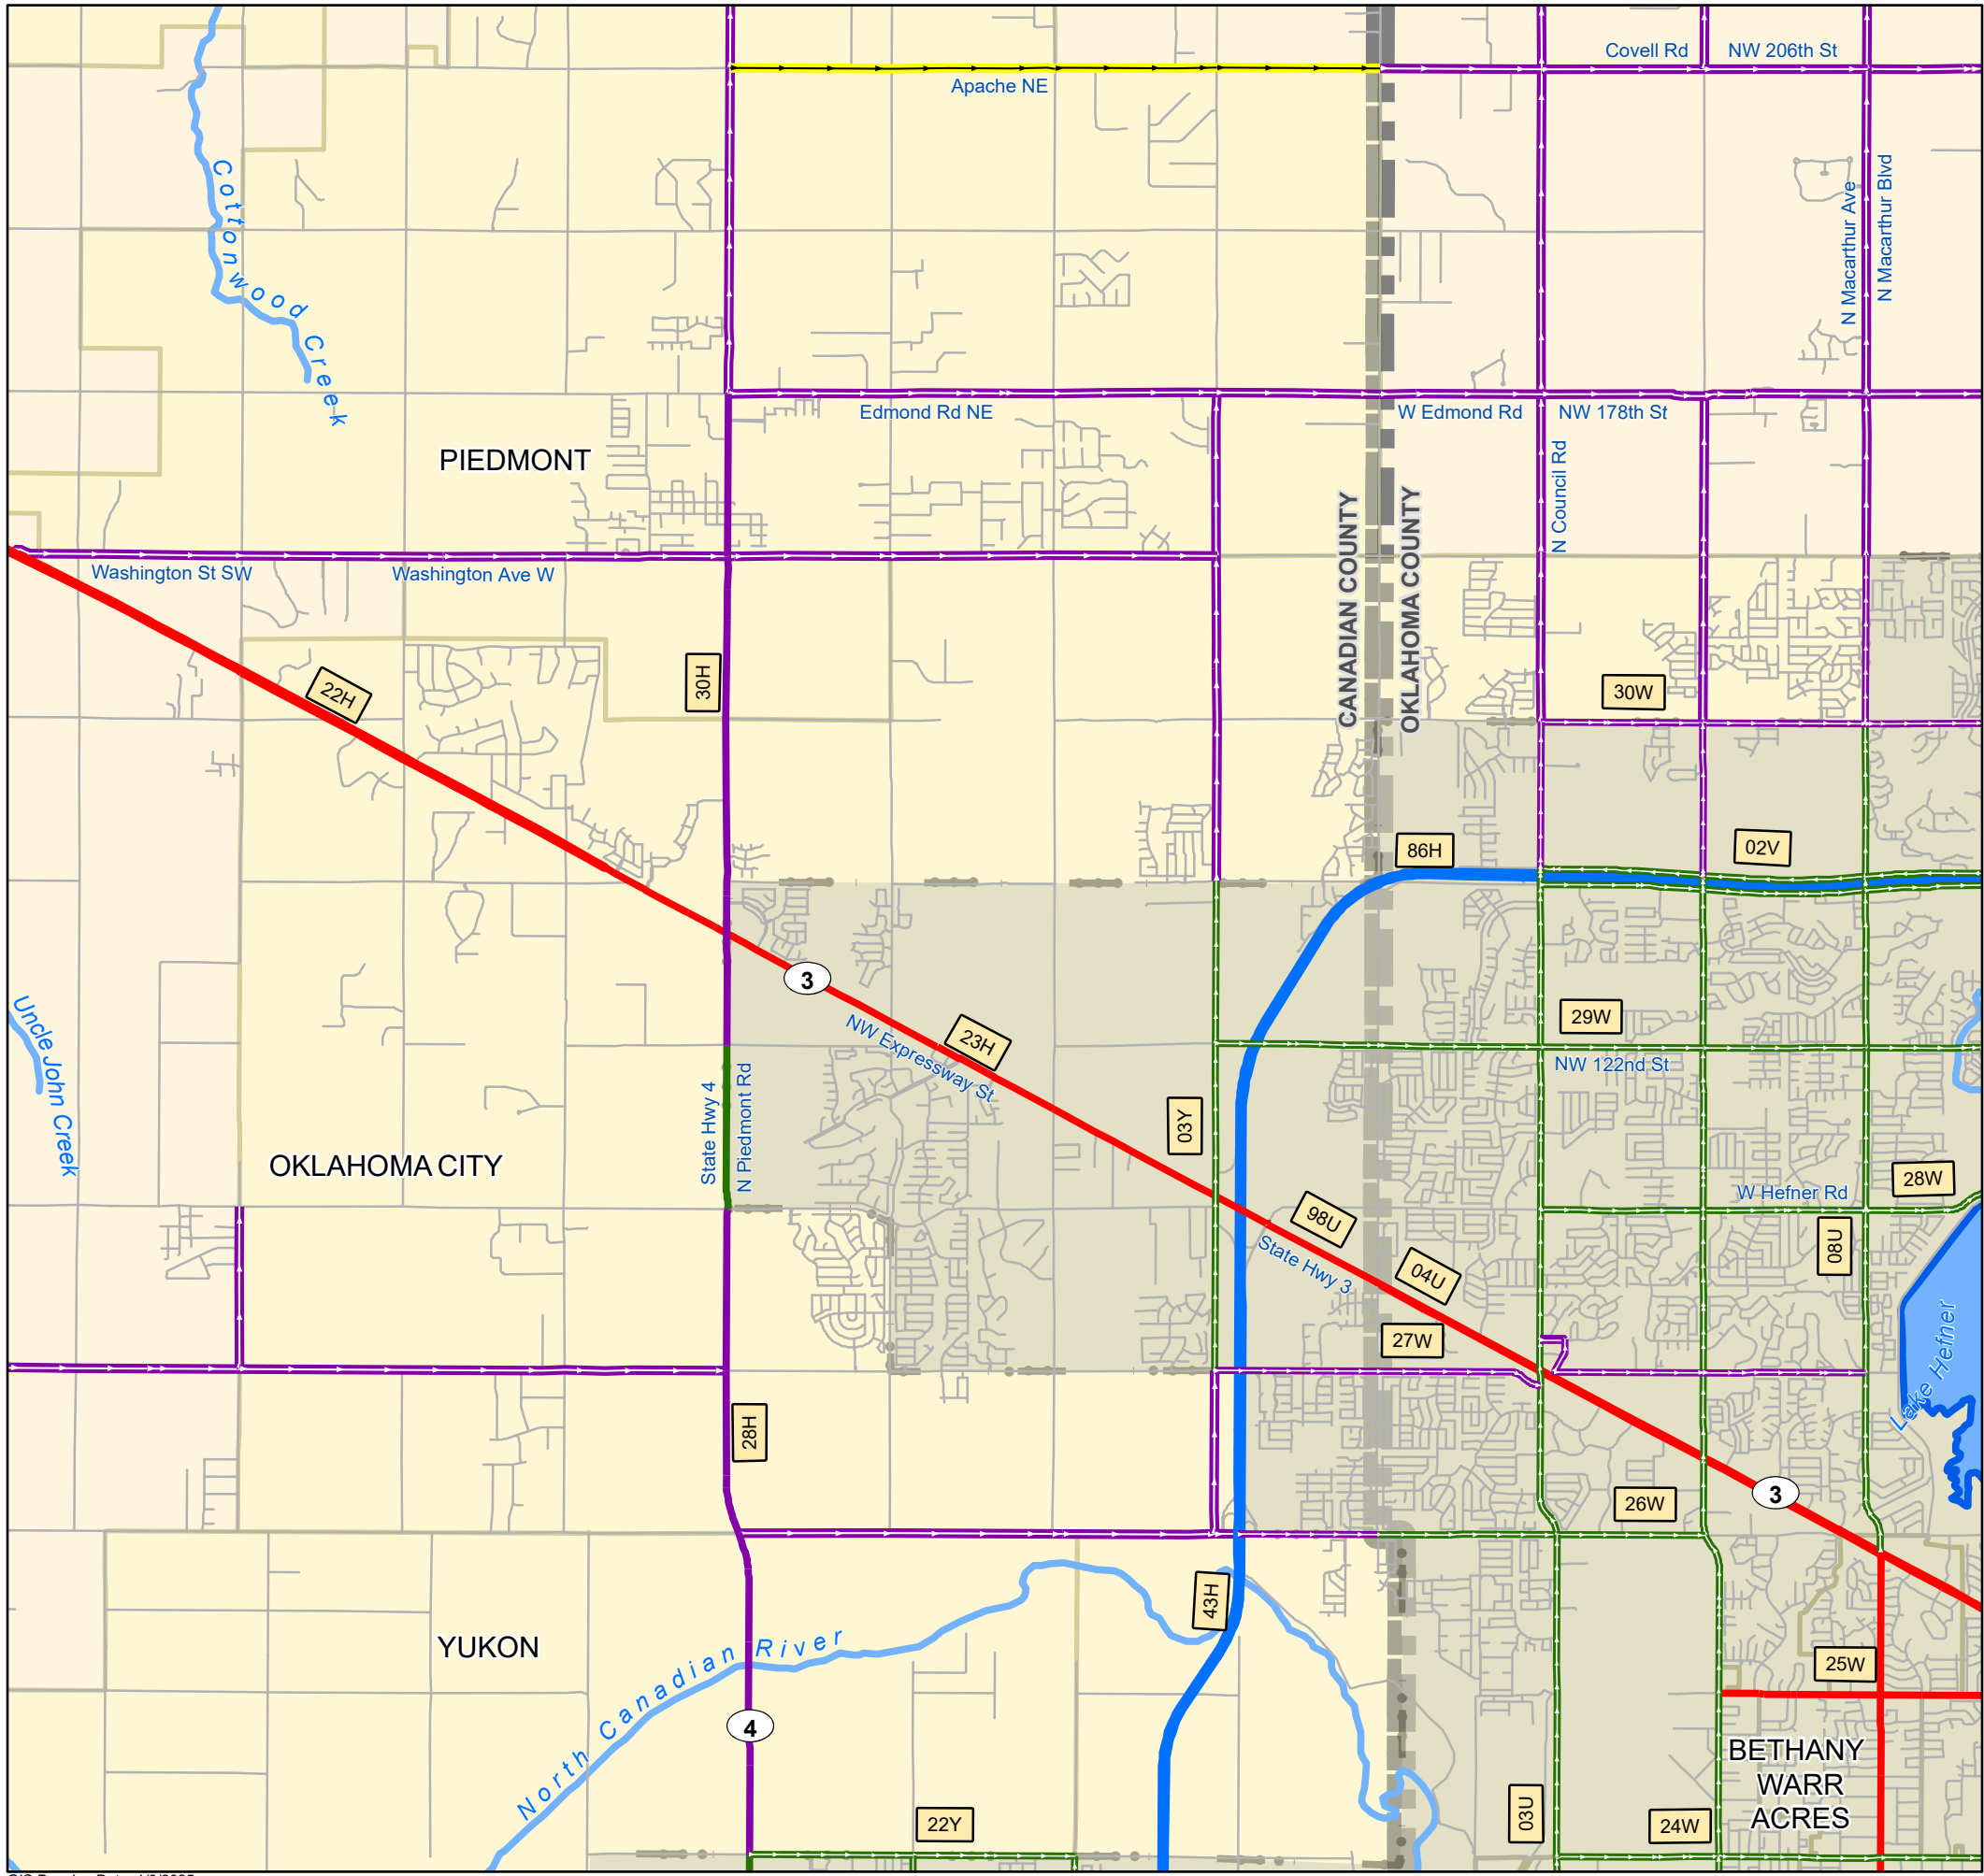 Covell Rd
NW 206th St
Apache NE
Cottonwood Creek
N Macarthur Ave
N Macarthur Blvd
Edmond Rd NE
W Edmond Rd
NW 178th St
PIEDMONT
N Council Rd
CANADIAN COUNTY
OKLAHOMA COUNTY
Washington St SW
Washington Ave W
22H
30H
30W
86H
02V
3
23H
NW Expressway St
29W
NW 122nd St
Uncle John Creek
State Hwy 4
N Piedmont Rd
03Y
OKLAHOMA CITY
28W
W Hefner Rd
98U
State Hwy 3
04U
08U
27W
Lake Hefner
28H
3
26W
43H
YUKON
North Canadian River
25W
4
BETHANY
WARR
ACRES
22Y
03U
24W